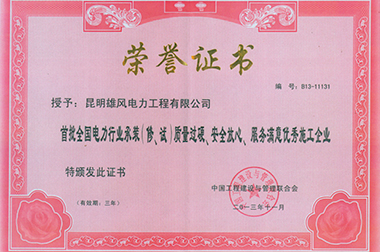 荣誉证书
编 号：B13-11131
授予：昆明雄风电力工程有限公司
首批全国电力行业承装（修、试）质量过硬、安全放心、服务满意优秀施工企业
特颁发此证书
中国工程建设与管理联合会
（有效期：三年）
二〇一三年十一月